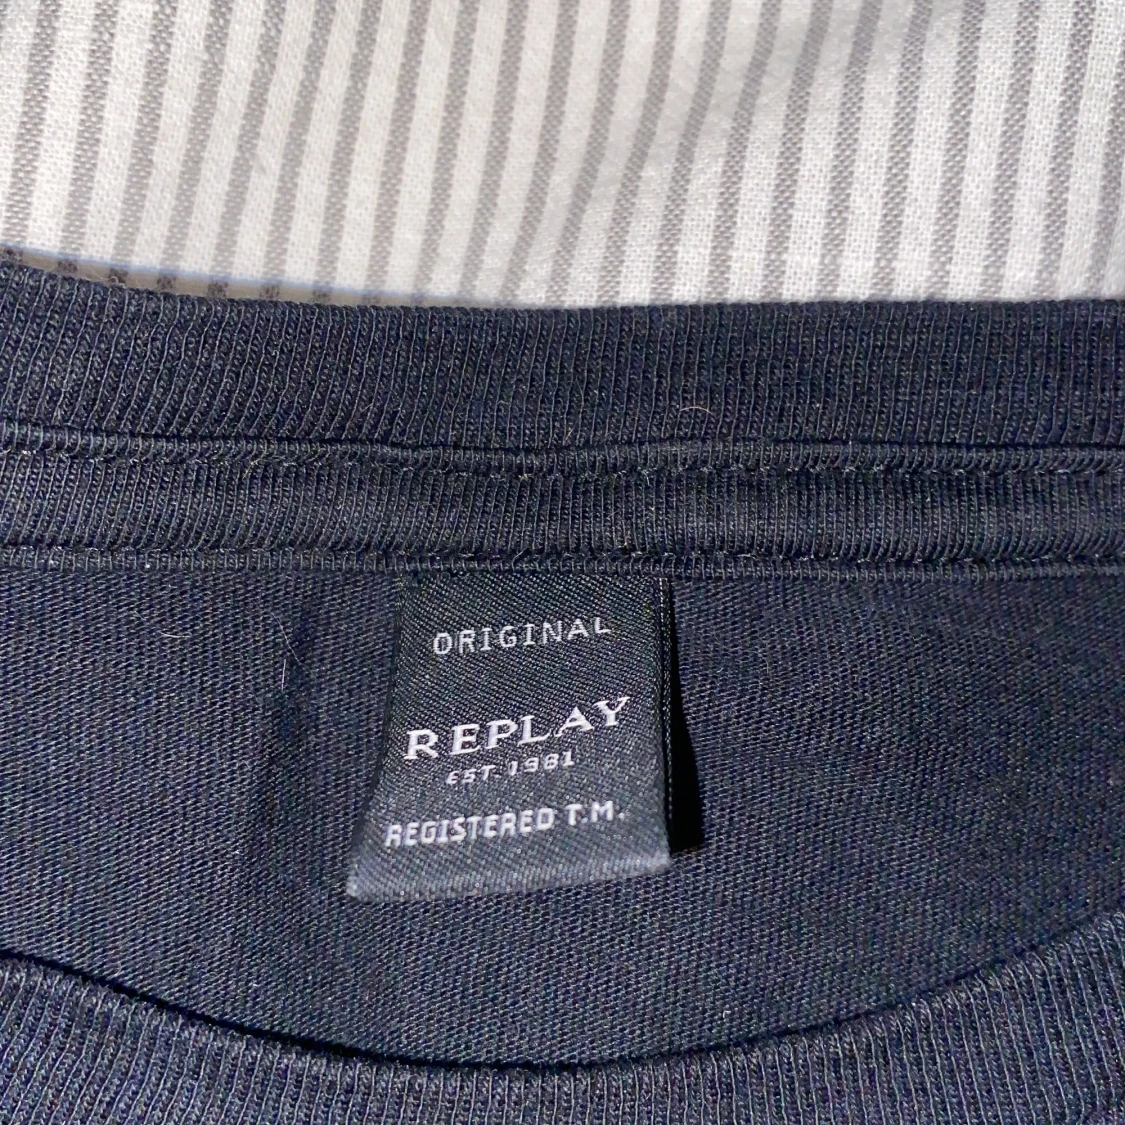 ORIGINAL
REPLAY
EST.1981
REGISTERED T.M.